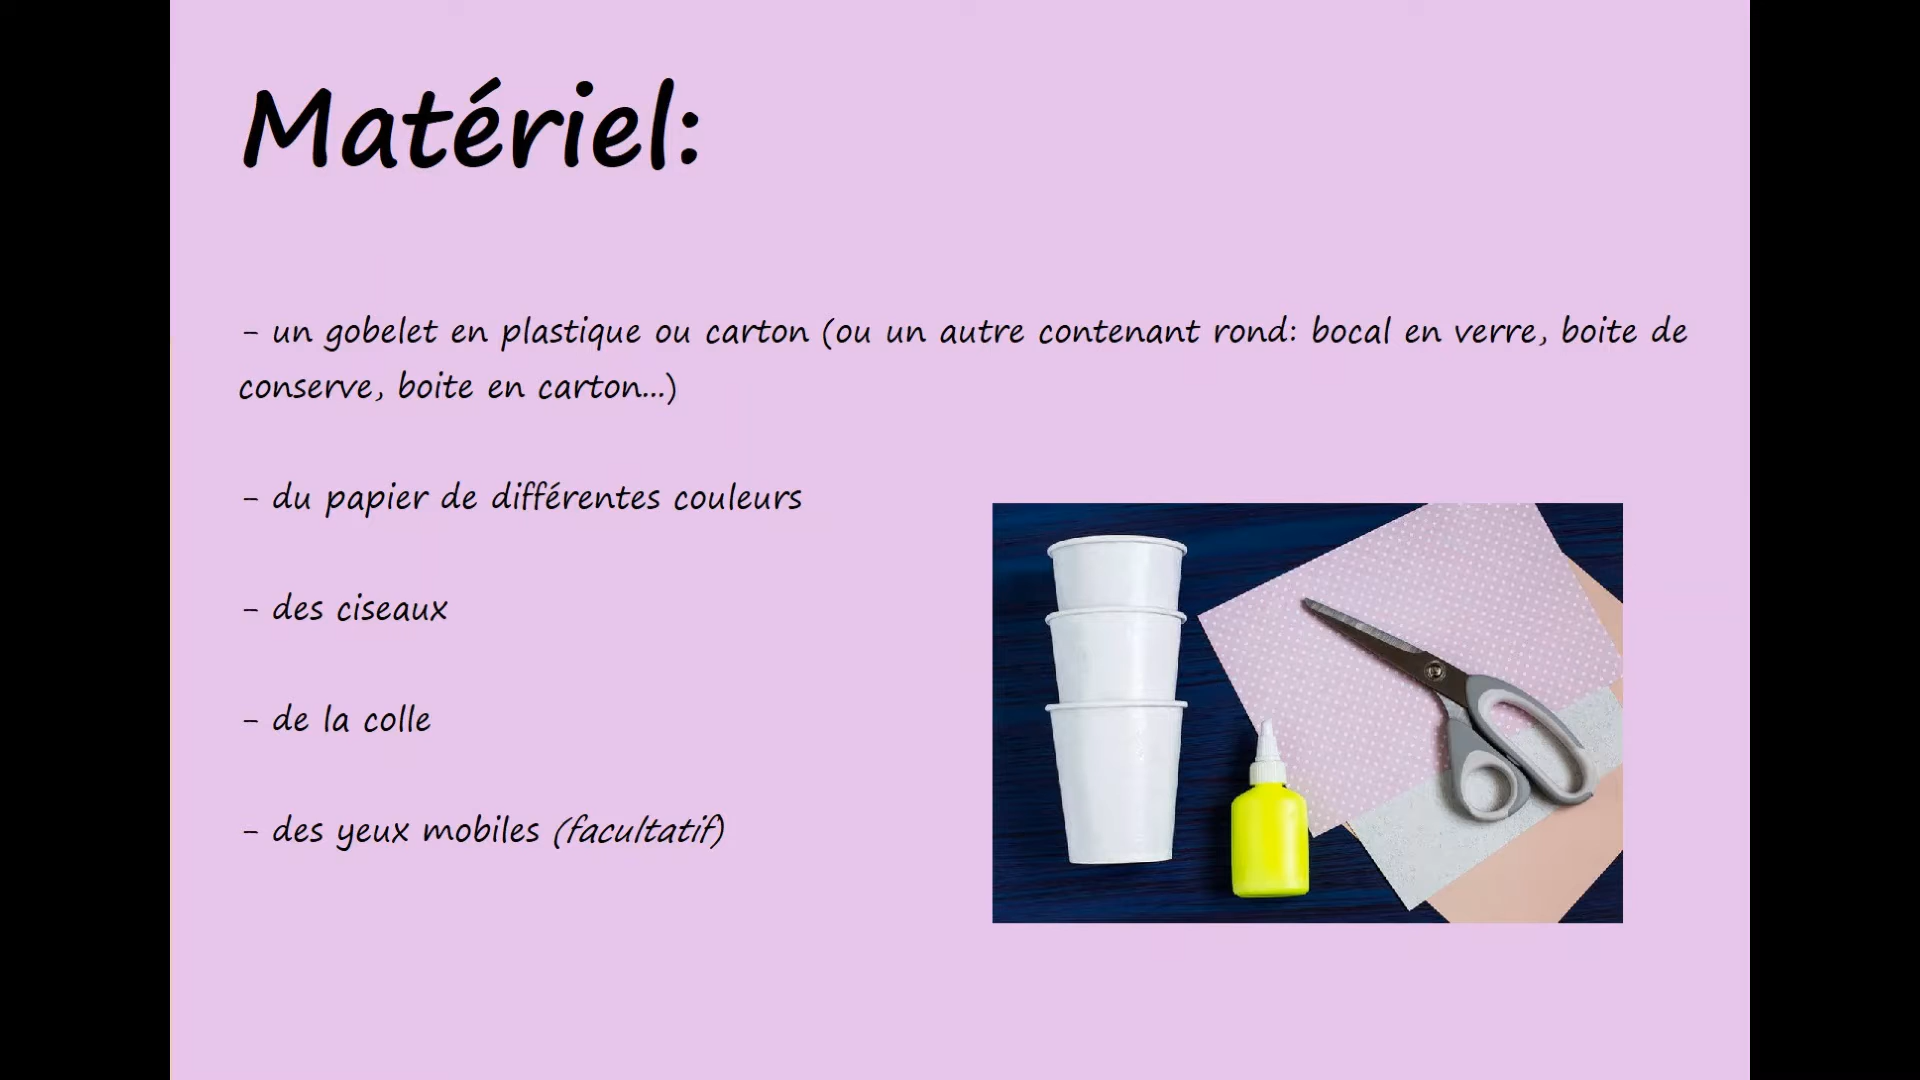 Matériel:
- un gobelet en plastique ou carton (ou un autre contenant rond: bocal en verre, boite de
conserve, boite en carton...)
- du papier de différentes couleurs
- des ciseaux
- de la colle
- des yeux mobiles (facultatif)